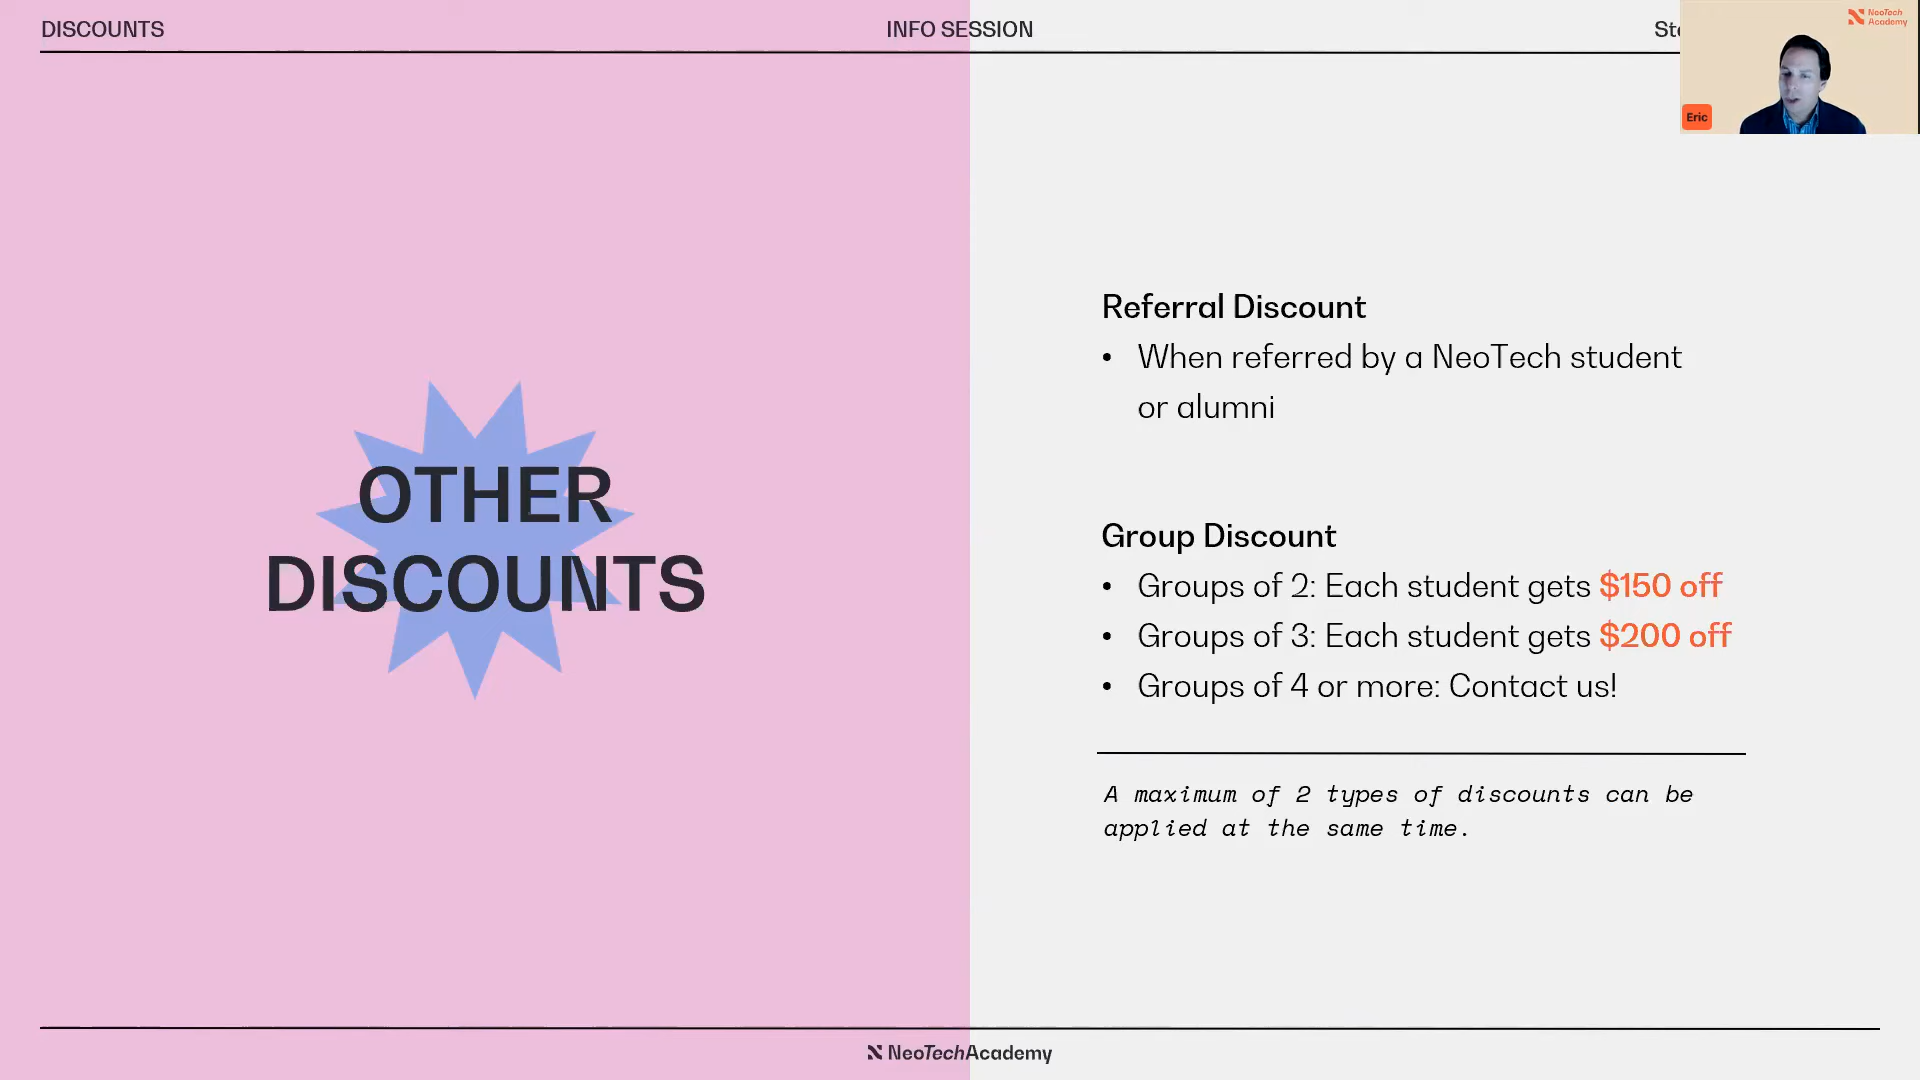 DISCOUNTS
INFO SESSION
NeoTech
Academy
Eric
OTHER
DISCOUNTS
Referral Discount
• When referred by a NeoTech student
or alumni
Group Discount
• Groups of 2: Each student gets $150 off
• Groups of 3: Each student gets $200 off
• Groups of 4 or more: Contact us!
A maximum of 2 types of discounts can be
applied at the same time.
NeoTechAcademy